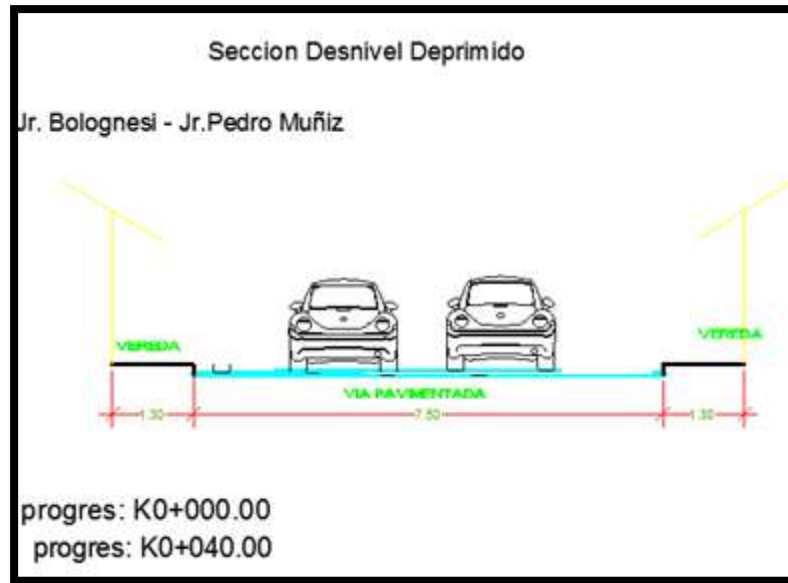 Seccion Desnivel Deprimido
Jr. Bolognesi - Jr.Pedro Muñiz
VEREDA
VEREDA
VIA PAVIMENTADA
1.30
7.50
1.30
progres: K0+000.00
progres: K0+040.00